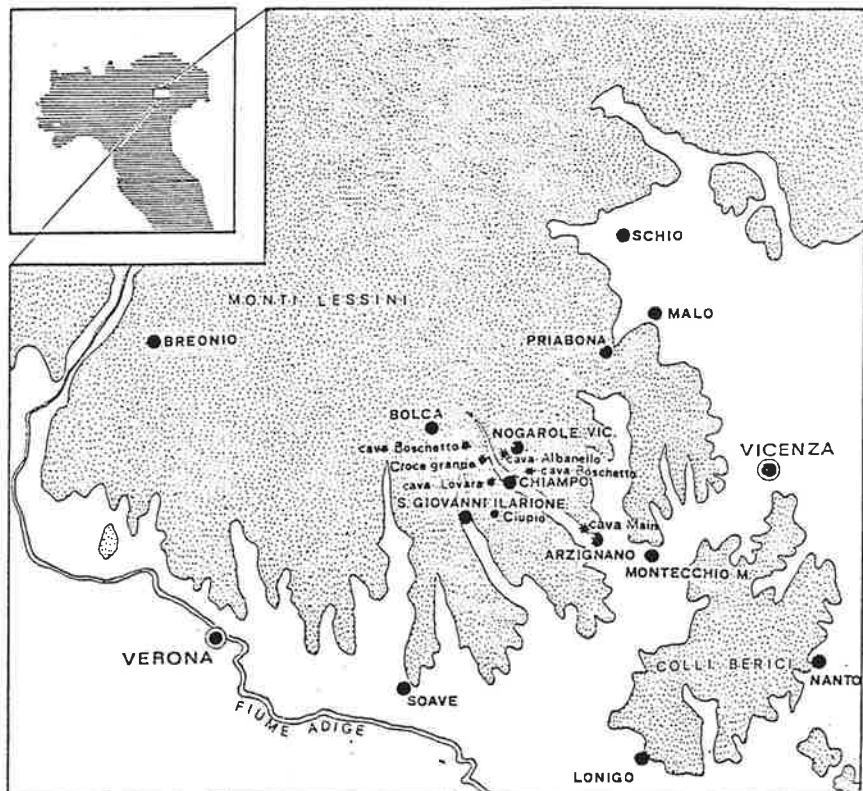 SCHIO
MONTI LESSINI
MALO
BREONIO
PRIABONA
BOLCA
NOGAROLE VIC.
cava Boschetto
cava Albanello
VICENZA
Croce grande
cava Boschetto
cava Lovara
CHIAMPO
S. GIOVANNI ILARIONE
Ciupio
cava Main
ARZIGNANO
MONTECCHIO M.
VERONA
COLLI BERICI
NANTO
SOAVE
FIUME ADIGE
LONIGO